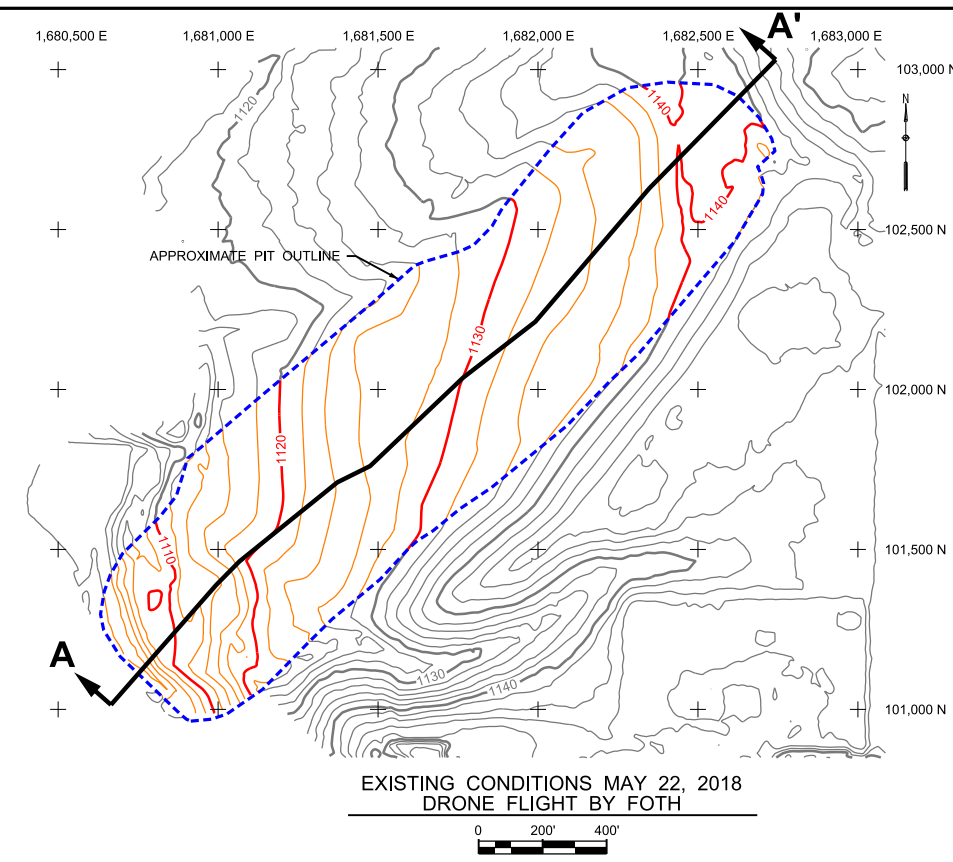 1,680,500 E
1,681,000 E
1,681,500 E
1,682,000 E
1,682,500 E
1,683,000 E
A'
103,000 N
N
1120
1140
1140
102,500 N
APPROXIMATE PIT OUTLINE
1130
102,000 N
1120
1110
101,500 N
A
1130
1140
101,000 N
EXISTING CONDITIONS MAY 22, 2018
DRONE FLIGHT BY FOTH
0 200' 400'